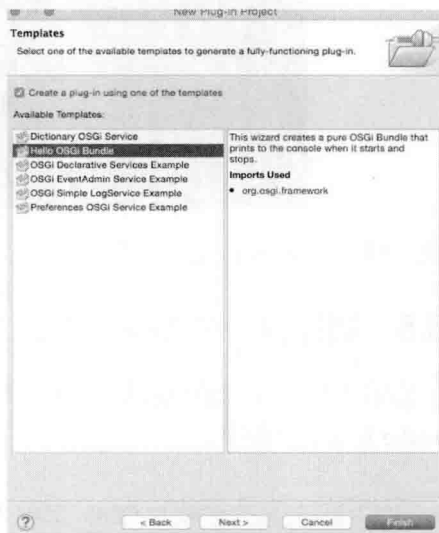 New Plug-in Project
Templates
Select one of the available templates to generate a fully-functioning plug-in.
Create a plug-in using one of the templates
Available Templates:
Dictionary OSGi Service
Hello OSGi Bundle
OSGi Declarative Services Example
OSGi EventAdmin Service Example
OSGi Simple LogService Example
Preferences OSGi Service Example
This wizard creates a pure OSGi Bundle that
prints to the console when it starts and
stops.
Imports Used
• org.osgi.framework
?
< Back
Next >
Cancel
Finish